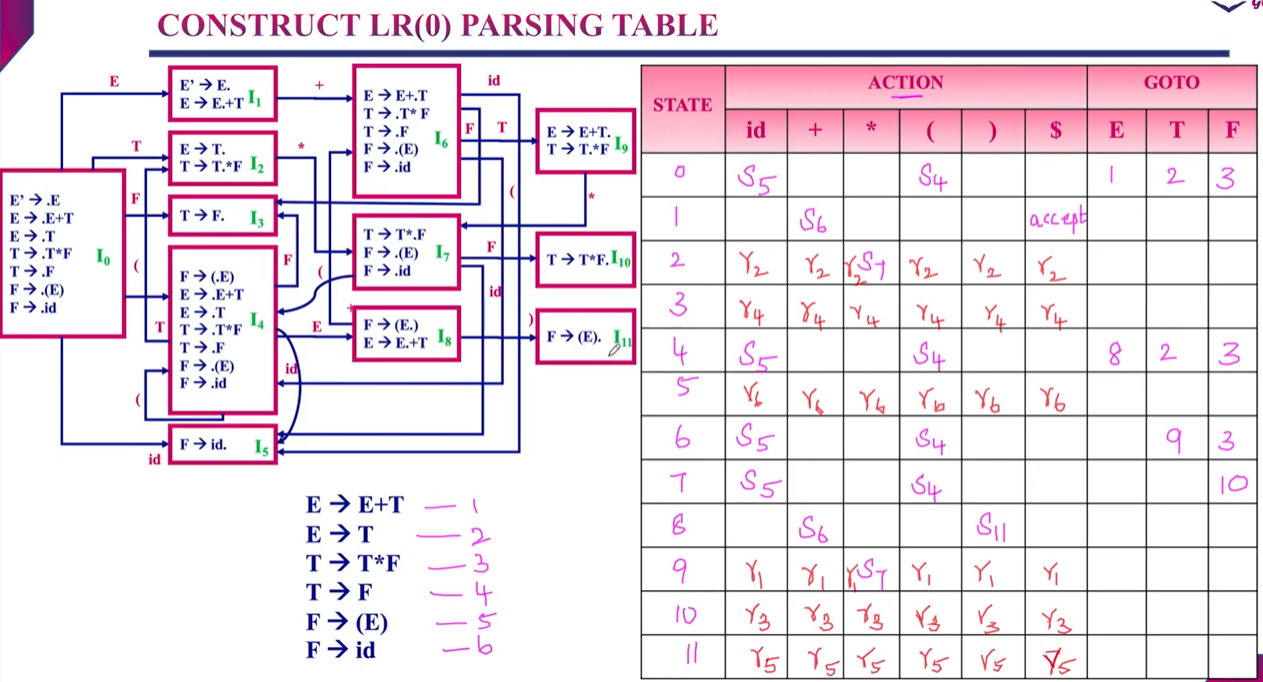 CONSTRUCT LR(0) PARSING TABLE
E
E' → E.
E → E.+T I1
+
E → E+.T
T → .T* F
T → .F
F → .(E)
F → .id
I6
id
F T
E → E+T.
T → T.*F I9
T
E → T.
T → T.*F I2
*
E' → .E
E → .E+T
E → .T
T → .T*F
T → .F
F → .(E)
F → .id
I0
F
T → F. I3
(
*
T → T*.F
F → .(E)
F → .id
I7
F
T → T*F. I10
(
F → (.E)
E → .E+T
E → .T
T → .T*F
T → .F
F → .(E)
F → .id
I4
F
(
id
T
E
+
F → (E.)
E → E.+T I8
)
F → (E). I11
id
(
F → id. I5
id
E → E+T — 1
E → T — 2
T → T*F — 3
T → F — 4
F → (E) — 5
F → id — 6
STATE ACTION GOTO
id + * ( ) $ E T F
0 S5 S4 1 2 3
1 S6 accept
2 r2 r2 r2 S7 r2 r2 r2
3 r4 r4 r4 r4 r4 r4
4 S5 S4 8 2 3
5 r6 r6 r6 r6 r6 r6
6 S5 S4 9 3
7 S5 S4 10
8 S6 S11
9 r1 r1 r1 S7 r1 r1 r1
10 r3 r3 r3 r3 r3 r3
11 r5 r5 r5 r5 r5 r5